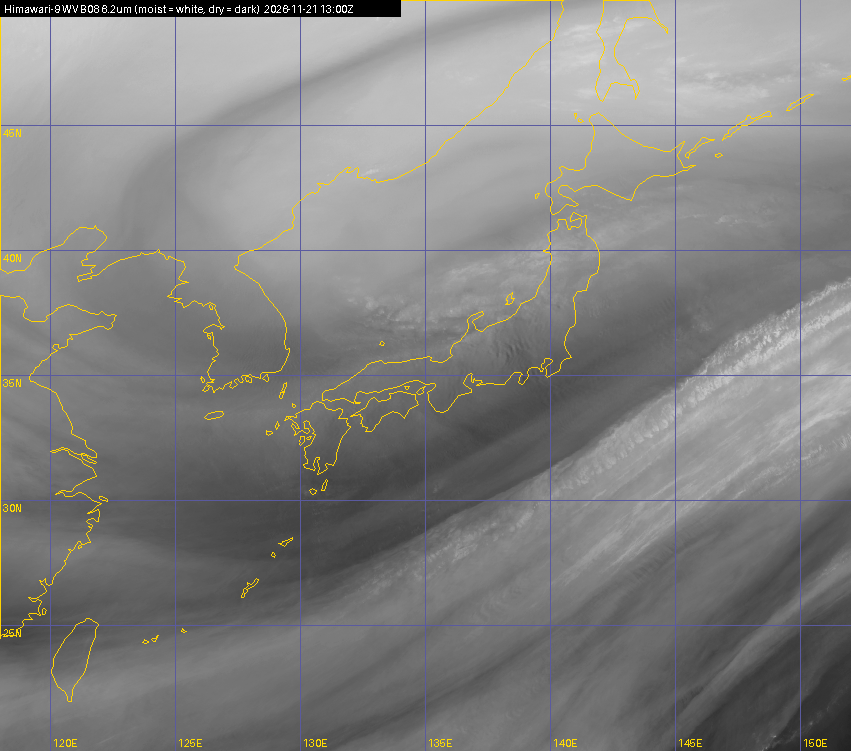 Himawari-9 WV B08 6.2um (moist = white, dry = dark) 2026-11-21 13:00Z
45N
40N
35N
30N
25N
120E 125E 130E 135E 140E 145E 150E